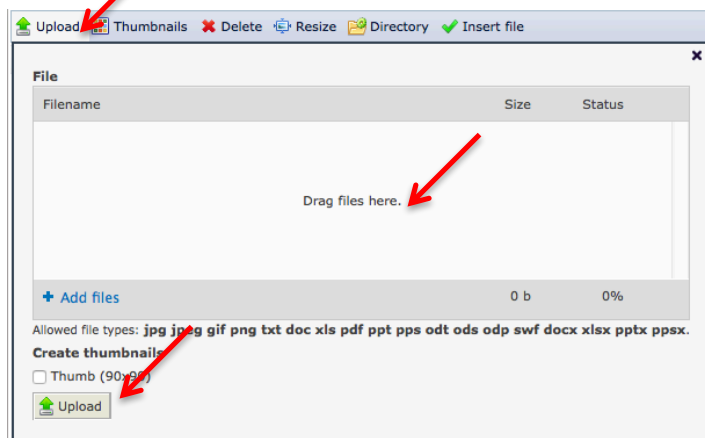 Upload Thumbnails Delete Resize Directory Insert file
File
Filename Size Status
Drag files here.
Add files 0 b 0%
Allowed file types: jpg jpeg gif png txt doc xls pdf ppt pps odt ods odp swf docx xlsx pptx ppsx.
Create thumbnails
Thumb (90x90)
Upload